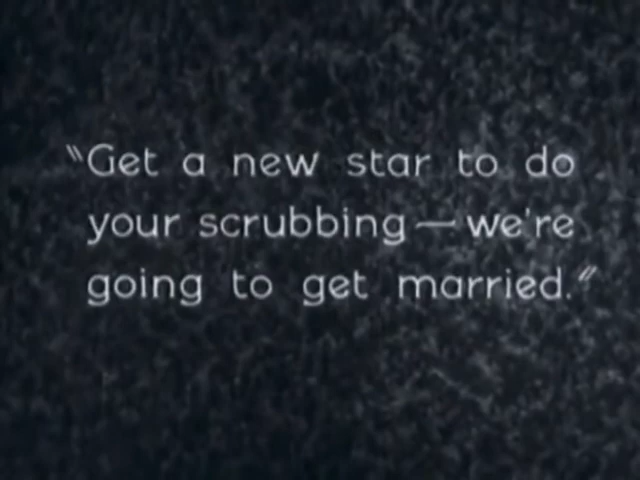 “Get a new star to do
your scrubbing — we're
going to get married.”